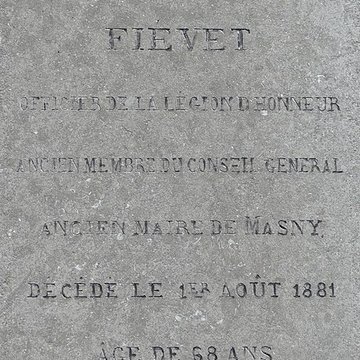 FIEVET
OFFICIER DE LA LÉGION D'HONNEUR
ANCIEN MEMBRE DU CONSEIL GENERAL
ANCIEN MAIRE DE MASNY
DÉCÉDÉ LE 1ER AOÛT 1881
ÂGE DE 68 ANS